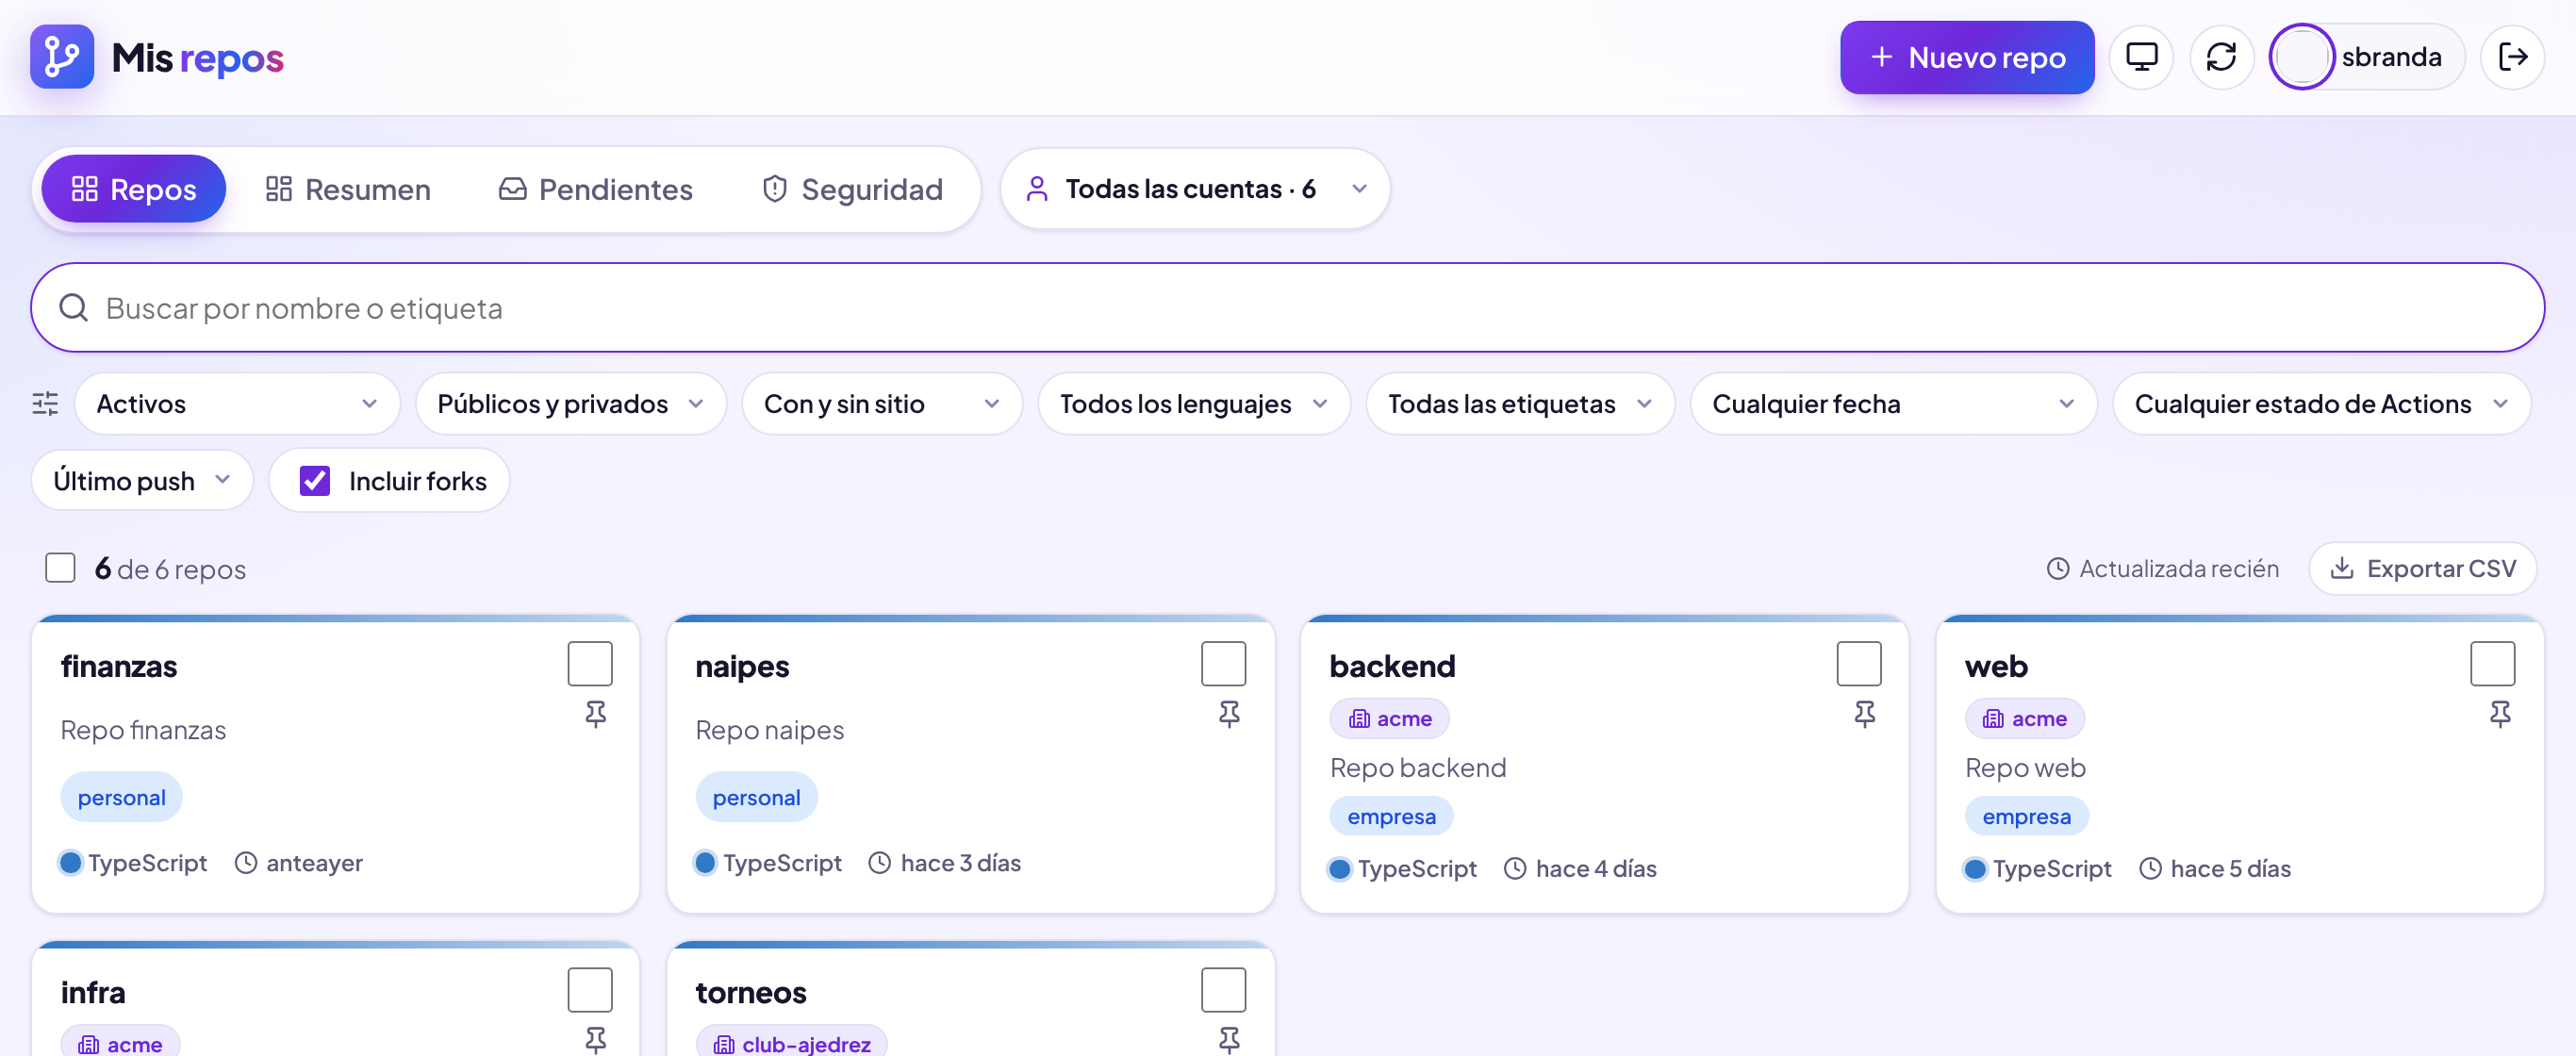 Mis repos
Nuevo repo
sbranda
Repos
Resumen
Pendientes
Seguridad
Todas las cuentas · 6
Buscar por nombre o etiqueta
Activos
Públicos y privados
Con y sin sitio
Todos los lenguajes
Todas las etiquetas
Cualquier fecha
Cualquier estado de Actions
Último push
Incluir forks
6 de 6 repos
Actualizada recién
Exportar CSV
finanzas
Repo finanzas
personal
TypeScript
anteayer
naipes
Repo naipes
personal
TypeScript
hace 3 días
backend
acme
Repo backend
empresa
TypeScript
hace 4 días
web
acme
Repo web
empresa
TypeScript
hace 5 días
infra
acme
torneos
club-ajedrez